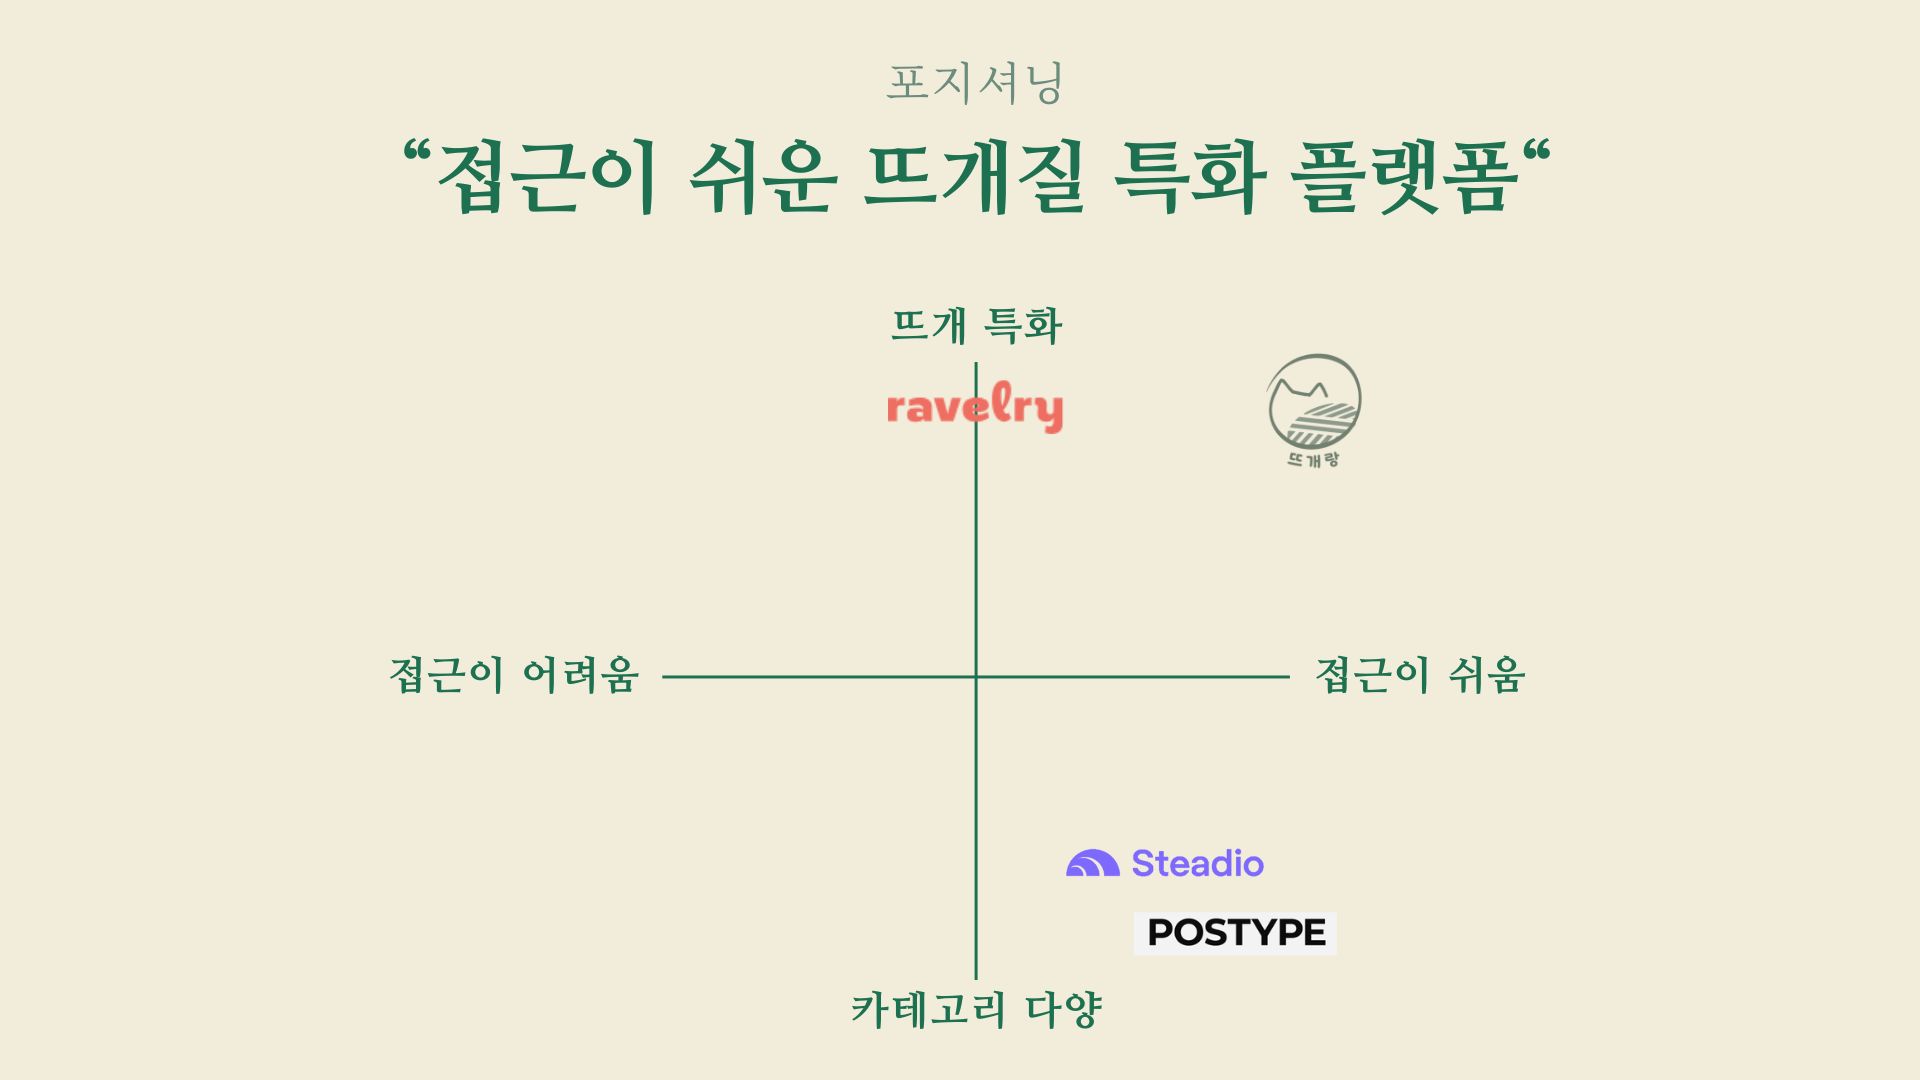 포지셔닝
“접근이 쉬운 뜨개질 특화 플랫폼“
뜨개 특화
ravelry
뜨개랑
접근이 어려움
접근이 쉬움
Steadio
POSTYPE
카테고리 다양